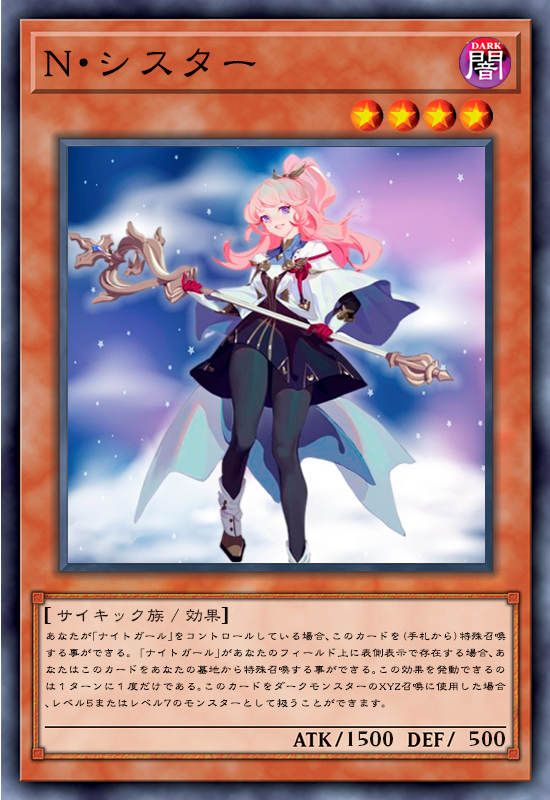 N・シスター
DARK
闇
[サイキック族/効果]
あなたが「ナイトガール」をコントロールしている場合、このカードを(手札から)特殊召喚
する事ができる。「ナイトガール」があなたのフィールド上に表側表示で存在する場合、あ
なたはこのカードをあなたの墓地から特殊召喚する事ができる。この効果を発動できるの
は1ターンに1度だけである。このカードをダークモンスターのXYZ召喚に使用した場合
、レベル5またはレベル7のモンスターとして扱うことができます。
ATK/1500 DEF/ 500